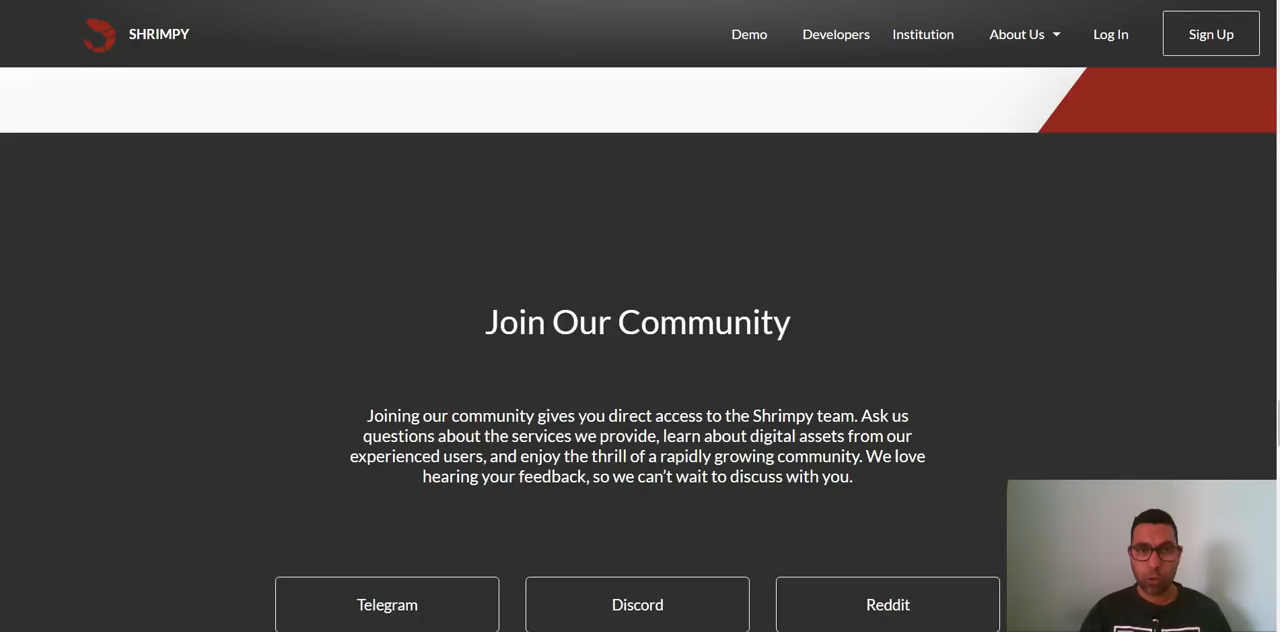 SHRIMPY
Demo
Developers
Institution
About Us
Log In
Sign Up
Join Our Community
Joining our community gives you direct access to the Shrimpy team. Ask us
questions about the services we provide, learn about digital assets from our
experienced users, and enjoy the thrill of a rapidly growing community. We love
hearing your feedback, so we can’t wait to discuss with you.
Telegram
Discord
Reddit